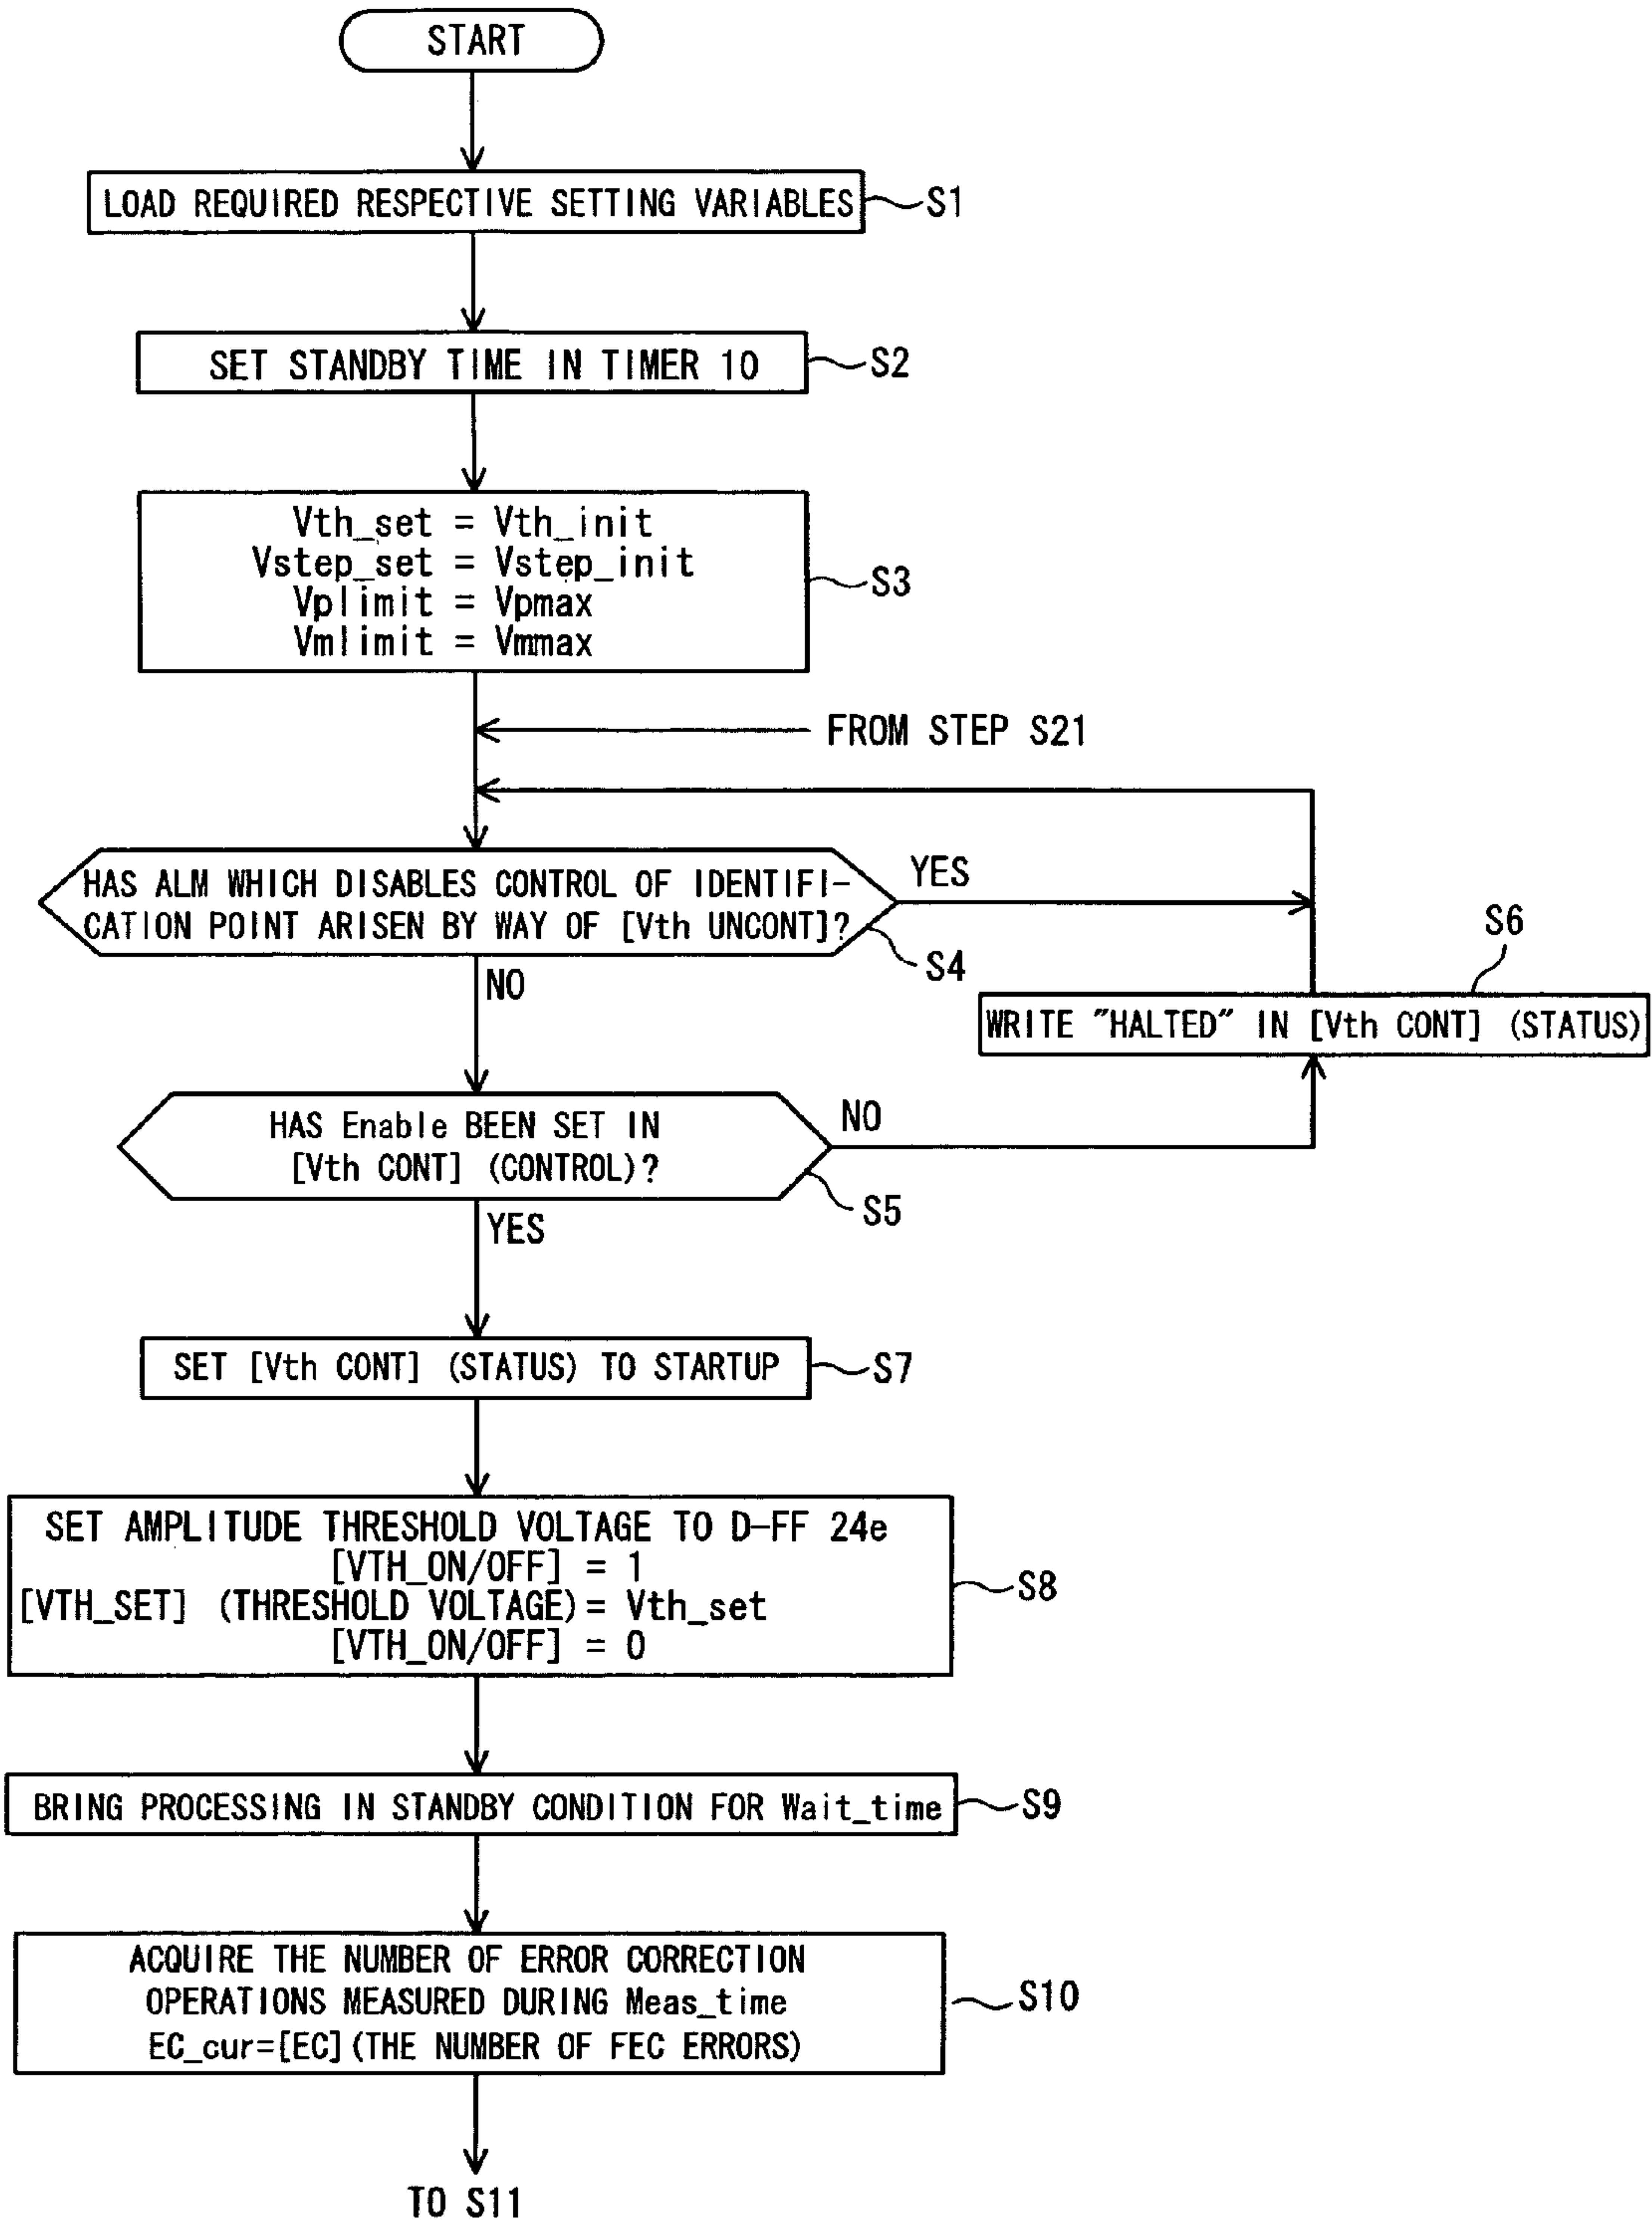 START
LOAD REQUIRED RESPECTIVE SETTING VARIABLES
S1
SET STANDBY TIME IN TIMER 10
S2
Vth_set = Vth_init
Vstep_set = Vstep_init
Vplimit = Vpmax
Vmlimit = Vmmax
S3
FROM STEP S21
HAS ALM WHICH DISABLES CONTROL OF IDENTIFI-
CATION POINT ARISEN BY WAY OF [Vth UNCONT]?
YES
S4
NO
S6
WRITE "HALTED" IN [Vth CONT] (STATUS)
HAS Enable BEEN SET IN
[Vth CONT] (CONTROL)?
NO
S5
YES
SET [Vth CONT] (STATUS) TO STARTUP
S7
SET AMPLITUDE THRESHOLD VOLTAGE TO D-FF 24e
[VTH_ON/OFF] = 1
[VTH_SET] (THRESHOLD VOLTAGE) = Vth_set
[VTH_ON/OFF] = 0
S8
BRING PROCESSING IN STANDBY CONDITION FOR Wait_time
S9
ACQUIRE THE NUMBER OF ERROR CORRECTION
OPERATIONS MEASURED DURING Meas_time
EC_cur=[EC] (THE NUMBER OF FEC ERRORS)
S10
TO S11